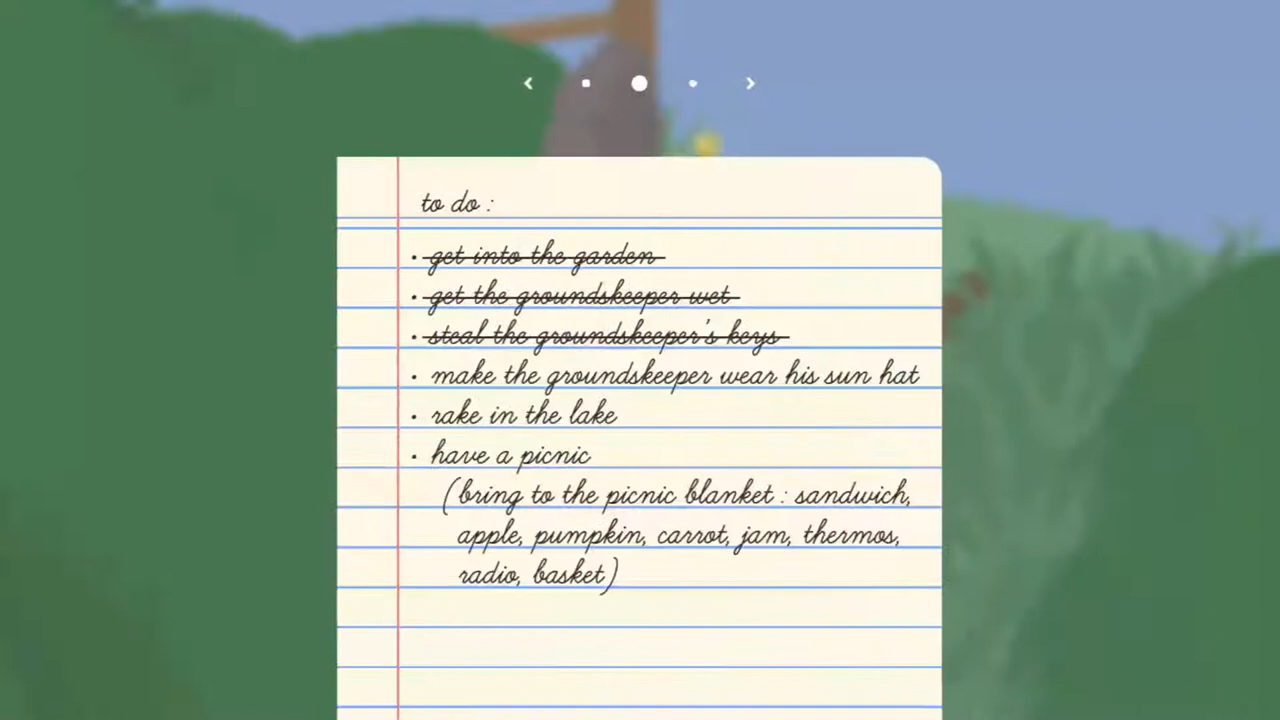 to do :
• get into the garden
• get the groundskeeper wet
• steal the groundskeeper's keys
• make the groundskeeper wear his sun hat
• rake in the lake
• have a picnic
(bring to the picnic blanket : sandwich,
apple, pumpkin, carrot, jam, thermos,
radio, basket)